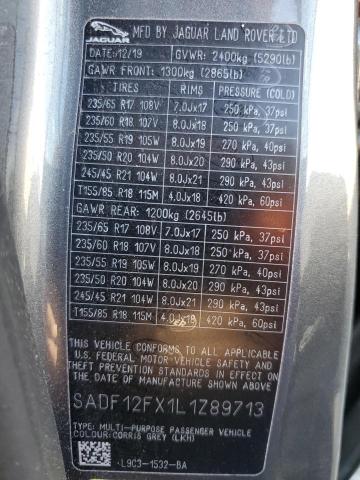 JAGUAR
MFD BY JAGUAR LAND ROVER LTD
DATE:12/19 GVWR: 2400kg (5290lb)
GAWR FRONT: 1300kg (2865lb)
TIRES RIMS PRESSURE (COLD)
235/65 R17 108V 7.0Jx17 250 kPa, 37psi
235/60 R18 107V 8.0Jx18 250 kPa, 37psi
235/55 R19 105W 8.0Jx19 270 kPa, 40psi
235/50 R20 104W 8.0Jx20 290 kPa, 43psi
245/45 R21 104W 8.0Jx21 290 kPa, 43psi
T155/85 R18 115M 4.0Jx18 420 kPa, 60psi
GAWR REAR: 1200kg (2645lb)
235/65 R17 108V 7.0Jx17 250 kPa, 37psi
235/60 R18 107V 8.0Jx18 250 kPa, 37psi
235/55 R19 105W 8.0Jx19 270 kPa, 40psi
235/50 R20 104W 8.0Jx20 290 kPa, 43psi
245/45 R21 104W 8.0Jx21 290 kPa, 43psi
T155/85 R18 115M 4.0Jx18 420 kPa, 60psi
THIS VEHICLE CONFORMS TO ALL APPLICABLE
U.S. FEDERAL MOTOR VEHICLE SAFETY STANDARDS
IN EFFECT ON THE DATE OF MANUFACTURE SHOWN ABOVE
SADF12FX1L1Z89713
TYPE: MULTI-PURPOSE PASSENGER VEHICLE
COLOUR:CORRIS GREY (LKH)
L9C3-1532-BA